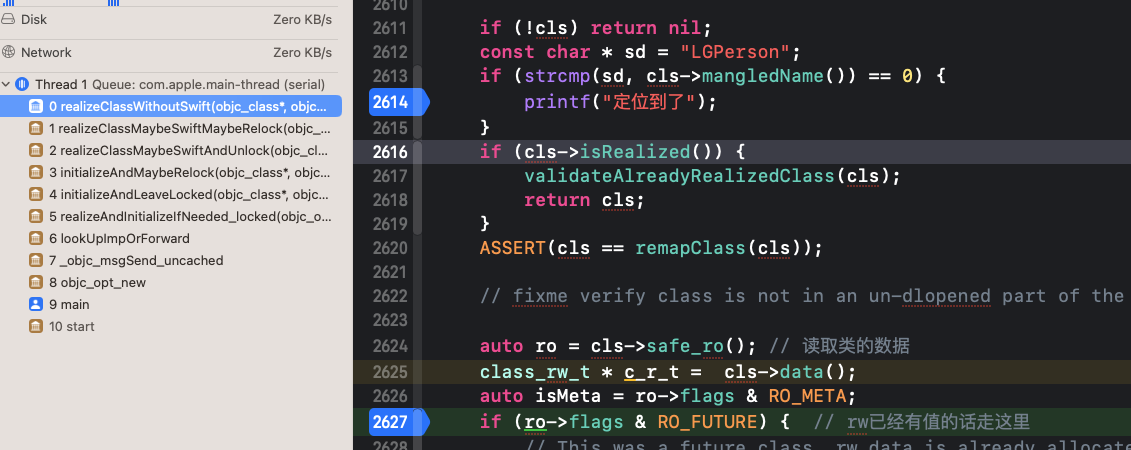 Disk Zero KB/s
Network Zero KB/s
Thread 1 Queue: com.apple.main-thread (serial)
0 realizeClassWithoutSwift(objc_class*, objc...
1 realizeClassMaybeSwiftMaybeRelock(objc_...
2 realizeClassMaybeSwiftAndUnlock(objc_cl...
3 initializeAndMaybeRelock(objc_class*, obj...
4 initializeAndLeaveLocked(objc_class*, obj...
5 realizeAndInitializeIfNeeded_locked(objc_o...
6 lookUpImpOrForward
7 _objc_msgSend_uncached
8 objc_opt_new
9 main
10 start
2610
2611 if (!cls) return nil;
2612 const char * sd = "LGPerson";
2613 if (strcmp(sd, cls->mangledName()) == 0) {
2614 printf("定位到了");
2615 }
2616 if (cls->isRealized()) {
2617 validateAlreadyRealizedClass(cls);
2618 return cls;
2619 }
2620 ASSERT(cls == remapClass(cls));
2621
2622 // fixme verify class is not in an un-dlopened part of the
2623
2624 auto ro = cls->safe_ro(); // 读取类的数据
2625 class_rw_t * c_r_t = cls->data();
2626 auto isMeta = ro->flags & RO_META;
2627 if (ro->flags & RO_FUTURE) { // rw已经有值的话走这里
2628 // This was a future class. rw data is already allocate